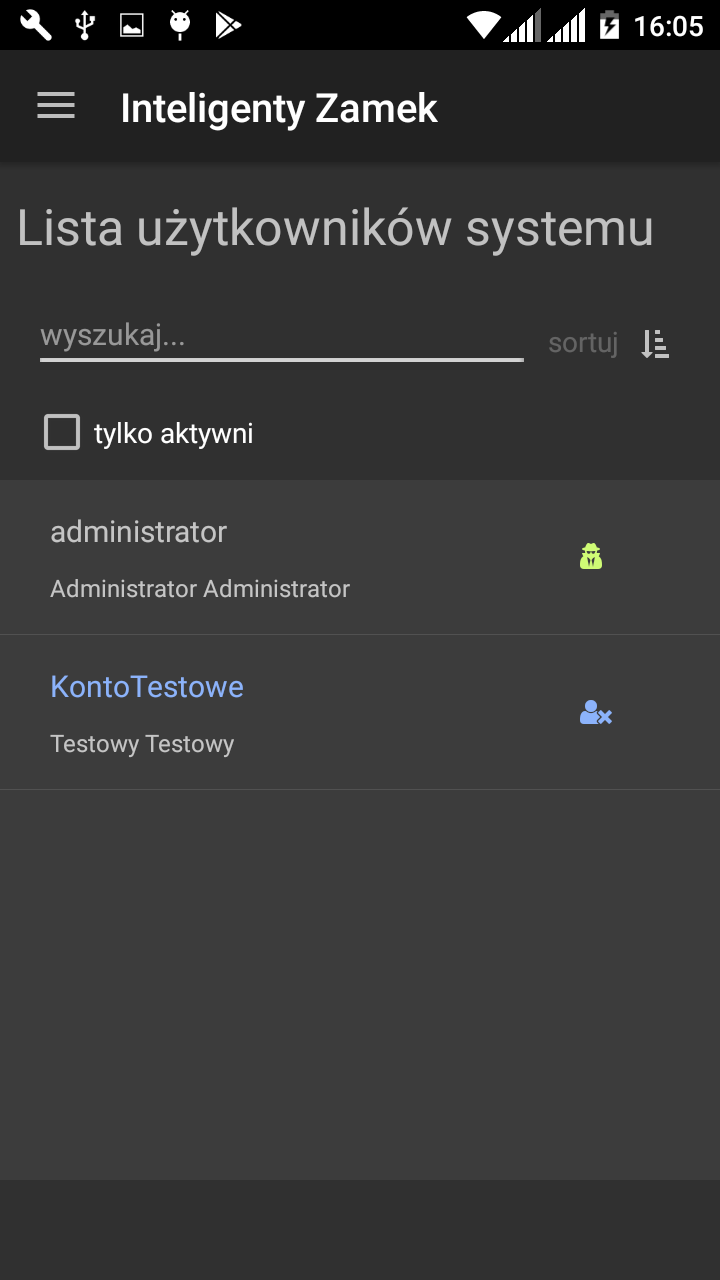 16:05
Inteligenty Zamek
Lista użytkowników systemu
wyszukaj...
sortuj
tylko aktywni
administrator
Administrator Administrator
KontoTestowe
Testowy Testowy